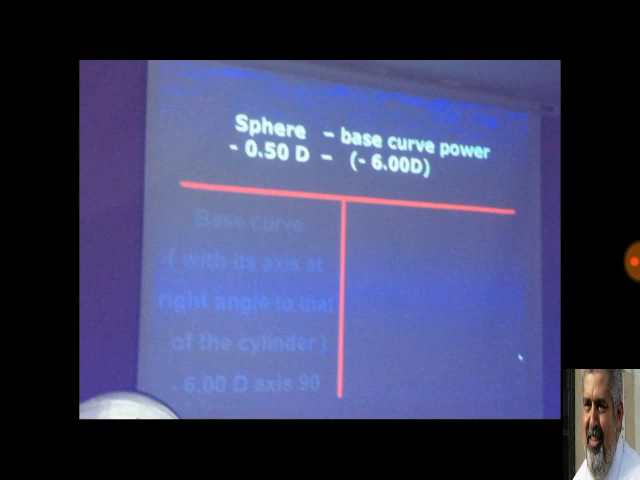 Sphere – base curve power
- 0.50 D – (- 6.00D)
Base curve
( with its axis at
right angle to that
of the cylinder )
- 6.00 D axis 90